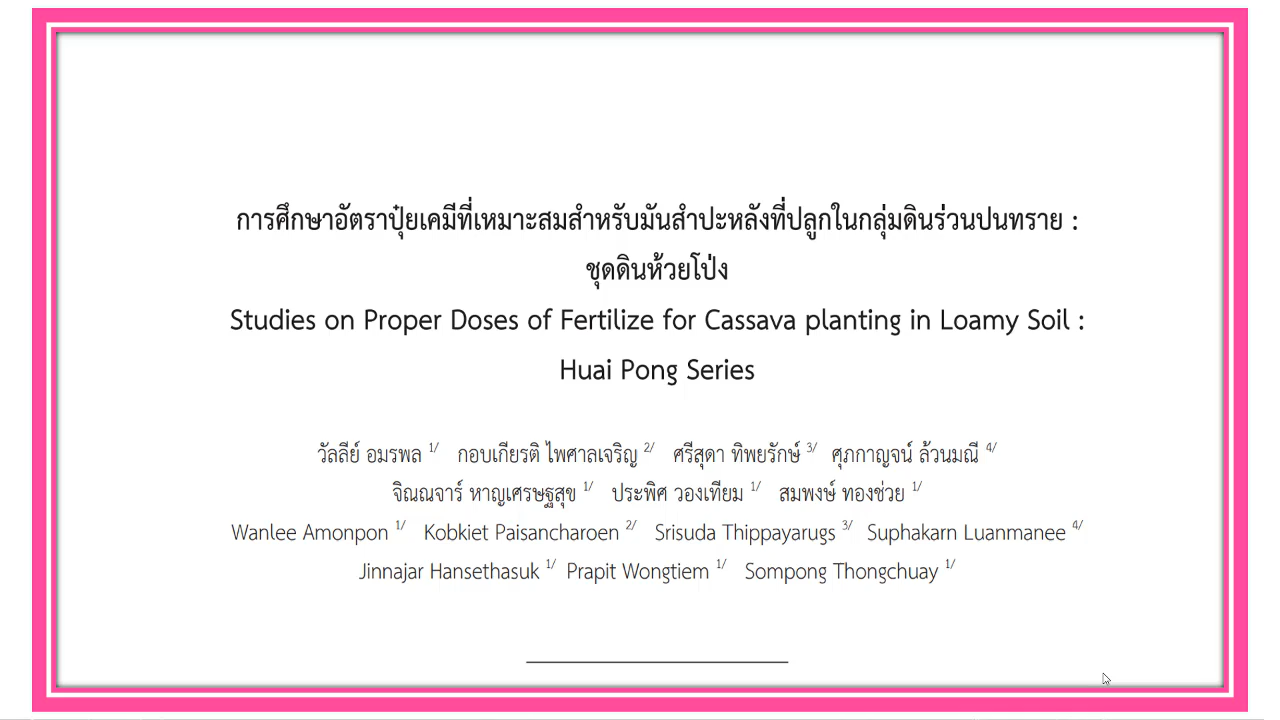 การศึกษาอัตราปุ๋ยเคมีที่เหมาะสมสำหรับมันสำปะหลังที่ปลูกในกลุ่มดินร่วนปนทราย :
ชุดดินห้วยโป่ง
Studies on Proper Doses of Fertilize for Cassava planting in Loamy Soil :
Huai Pong Series
วัลลีย์ อมรพล 1/ กอบเกียรติ ไพศาลเจริญ 2/ ศรีสุดา ทิพยรักษ์ 3/ ศุภกาญจน์ ล้วนมณี 4/
จิณณจาร์ หาญเศรษฐสุข 1/ ประพิศ วองเทียม 1/ สมพงษ์ ทองช่วย 1/
Wanlee Amonpon 1/ Kobkiet Paisancharoen 2/ Srisuda Thippayarugs 3/ Suphakarn Luanmanee 4/
Jinnajar Hansethasuk 1/ Prapit Wongtiem 1/ Sompong Thongchuay 1/